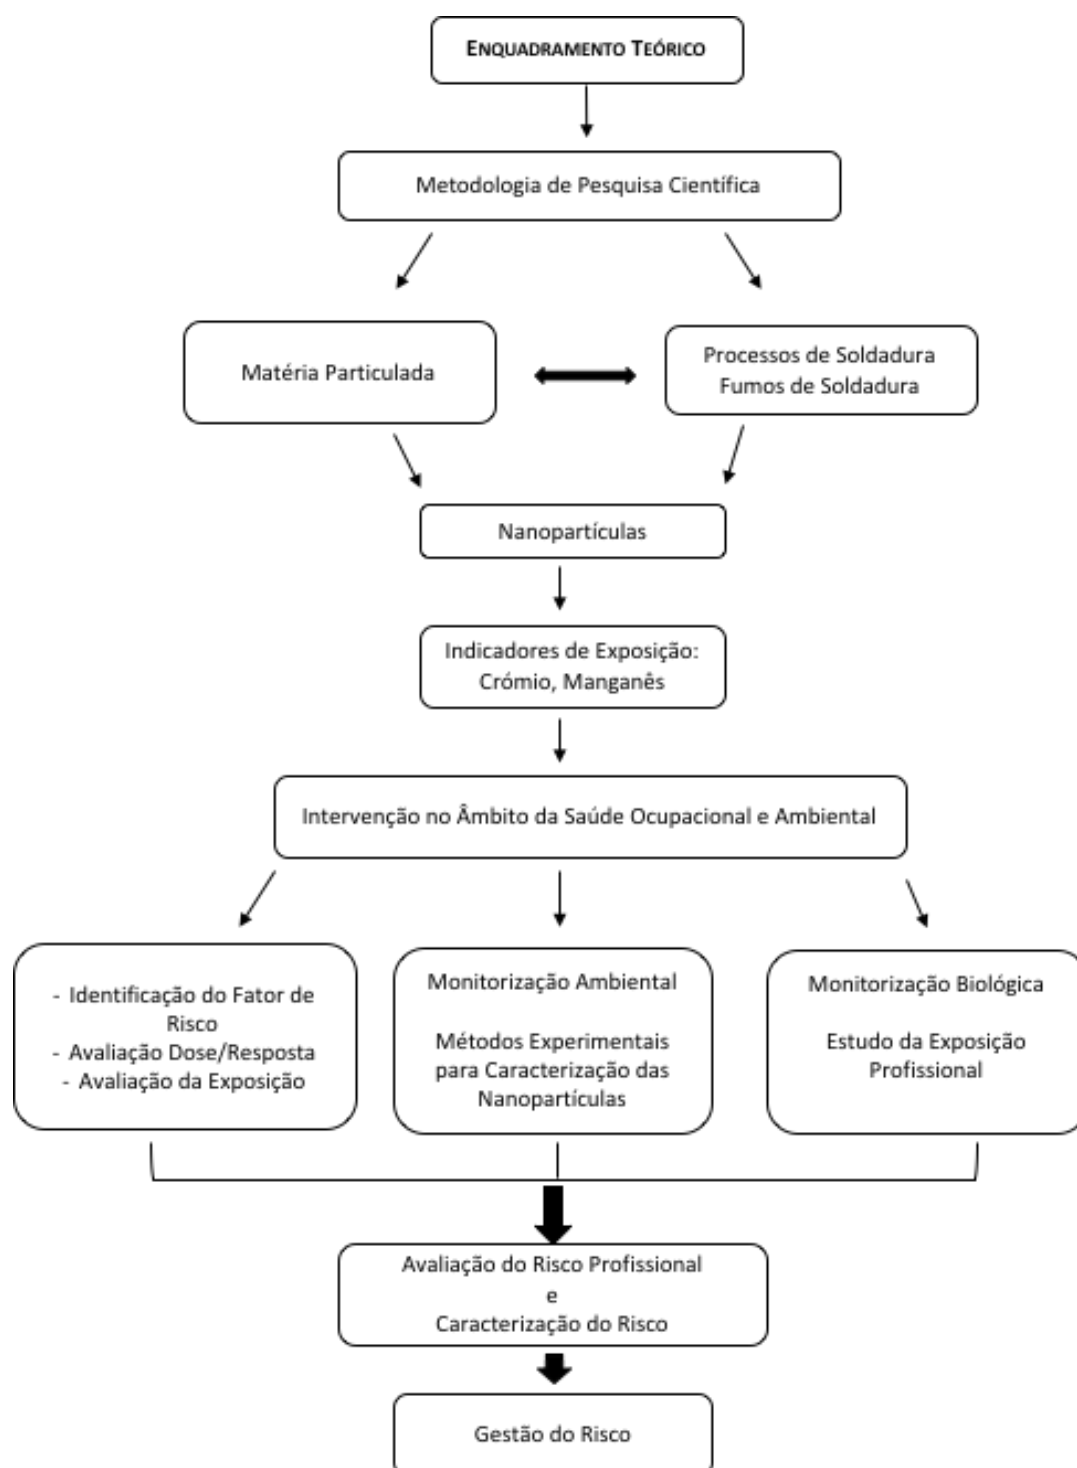 ENQUADRAMENTO TEÓRICO
Metodologia de Pesquisa Científica
Matéria Particulada
Processos de Soldadura
Fumos de Soldadura
Nanopartículas
Indicadores de Exposição:
Crómio, Manganês
Intervenção no Âmbito da Saúde Ocupacional e Ambiental
- Identificação do Fator de
Risco
- Avaliação Dose/Resposta
- Avaliação da Exposição
Monitorização Ambiental
Métodos Experimentais
para Caracterização das
Nanopartículas
Monitorização Biológica
Estudo da Exposição
Profissional
Avaliação do Risco Profissional
e
Caracterização do Risco
Gestão do Risco